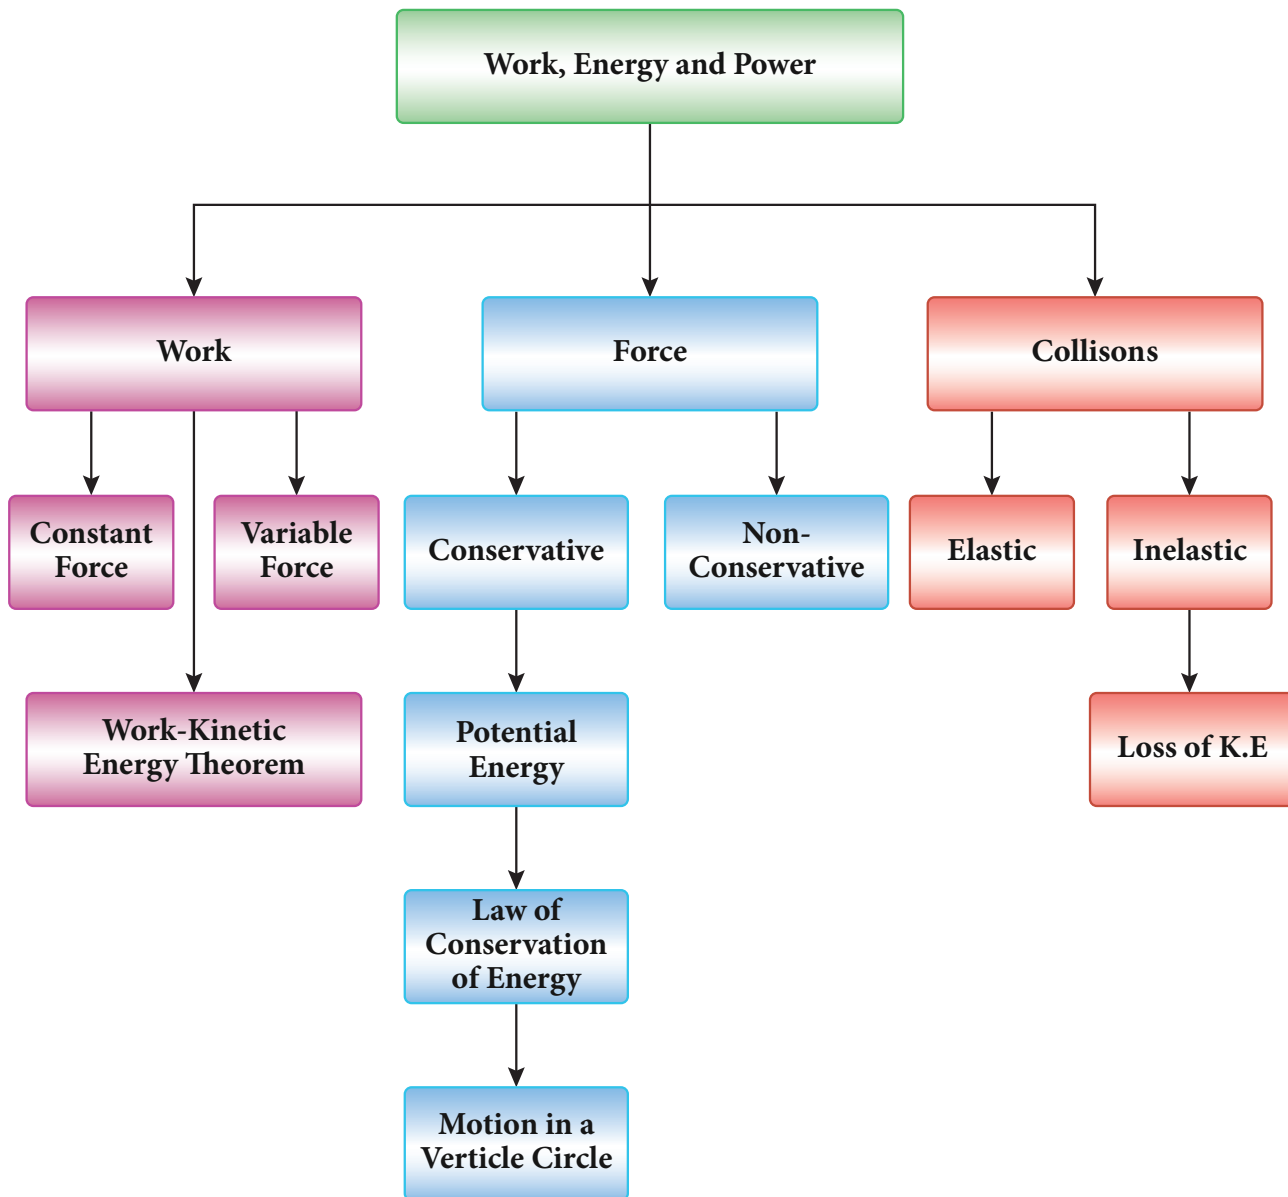 Work, Energy and Power
Work
Force
Collisons
Constant
Force
Variable
Force
Conservative
Non-
Conservative
Elastic
Inelastic
Work-Kinetic
Energy Theorem
Potential
Energy
Loss of K.E
Law of
Conservation
of Energy
Motion in a
Verticle Circle